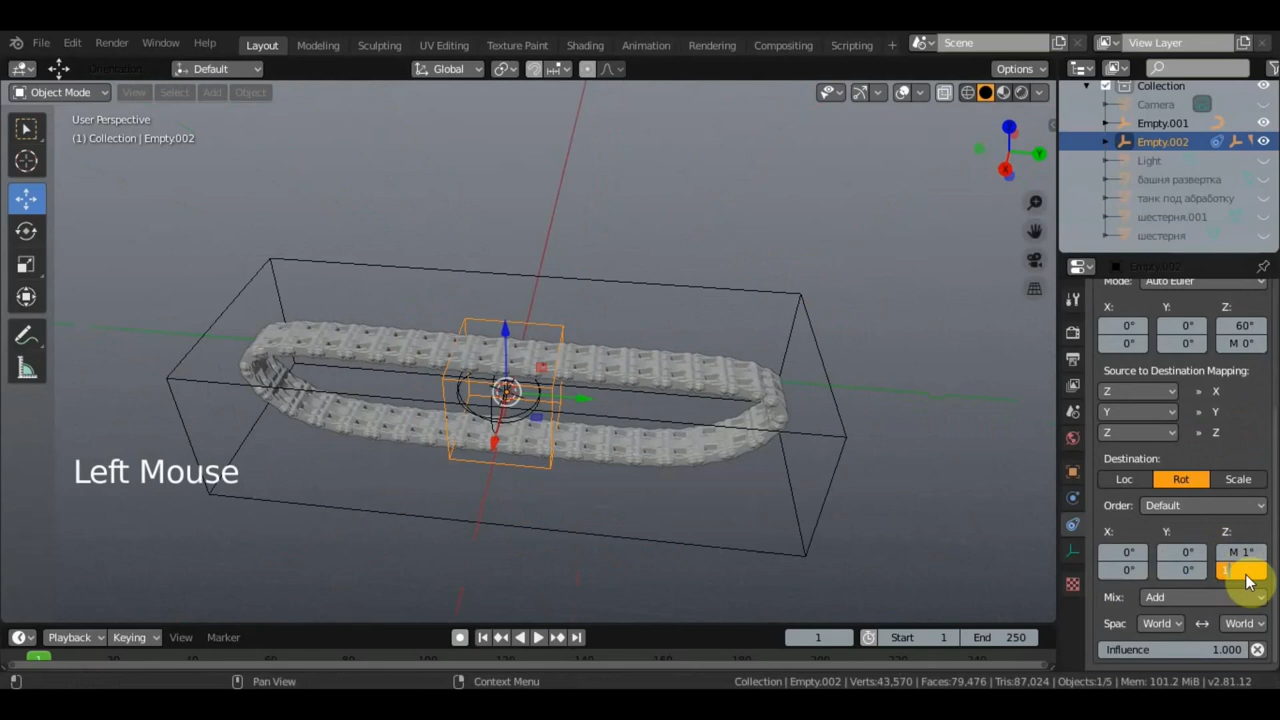 File Edit Render Window Help Layout Modeling Sculpting UV Editing Texture Paint Shading Animation Rendering Compositing Scripting + Scene View Layer
Orientation Default Global Options
Object Mode View Select Add Object
User Perspective
(1) Collection | Empty.002
Collection
Camera
Empty.001
Empty.002
Light
башня развертка
танк под абработку
шестерня.001
шестерня
Empty.002
Mode: Auto Euler
X: Y: Z:
0° 0° 60°
0° 0° M 0°
Source to Destination Mapping:
Z » X
Z » Y
Z » Z
Destination:
Loc Rot Scale
Order: Default
X: Y: Z:
0° 0° M 1°
0° 0° 1
Mix: Add
Spac World World
Influence 1.000
Left Mouse
X
Y
Playback Keying View Marker 1 Start 1 End 250
1
Pan View Context Menu Collection | Empty.002 | Verts:43,570 | Faces:79,476 | Tris:87,024 | Objects:1/5 | Mem: 101.2 MiB | v2.81.12